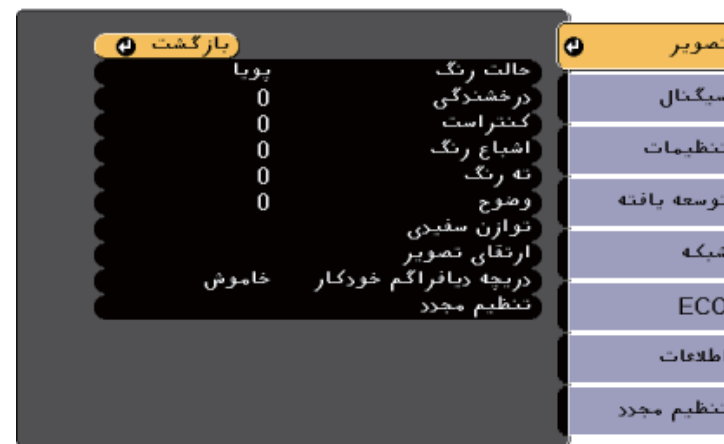 تصویر
سیگنال
تنظیمات
توسعه یافته
شبکه
ECO
اطلاعات
تنظیم مجدد
بازگشت
حالت رنگ پویا
درخشندگی 0
کنتراست 0
اشباع رنگ 0
ته رنگ 0
وضوح 0
توازن سفیدی
ارتقای تصویر
دریچه دیافراگم خودکار خاموش
تنظیم مجدد